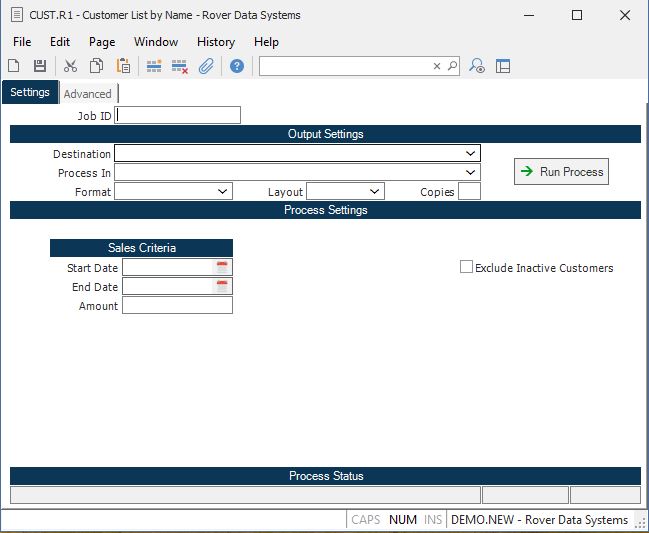 CUST.R1 - Customer List by Name - Rover Data Systems
File Edit Page Window History Help
Settings Advanced
Job ID
Output Settings
Destination
Process In
Run Process
Format Layout Copies
Process Settings
Sales Criteria
Start Date
Exclude Inactive Customers
End Date
Amount
Process Status
CAPS NUM INS DEMO.NEW - Rover Data Systems